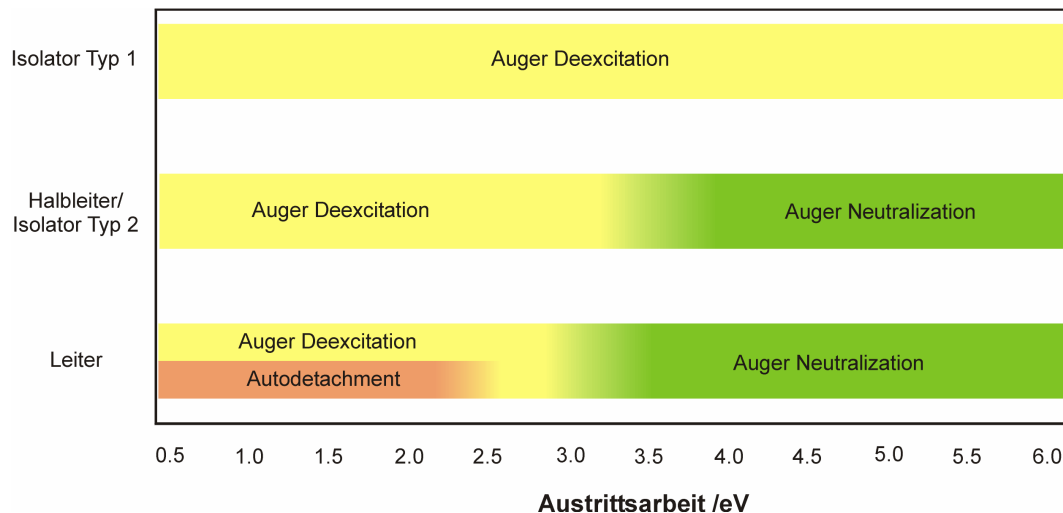 Isolator Typ 1
Auger Deexcitation
Halbleiter/
Isolator Typ 2
Auger Deexcitation
Auger Neutralization
Leiter
Auger Deexcitation
Autodetachment
Auger Neutralization
0.5 1.0 1.5 2.0 2.5 3.0 3.5 4.0 4.5 5.0 5.5 6.0
Austrittsarbeit /eV